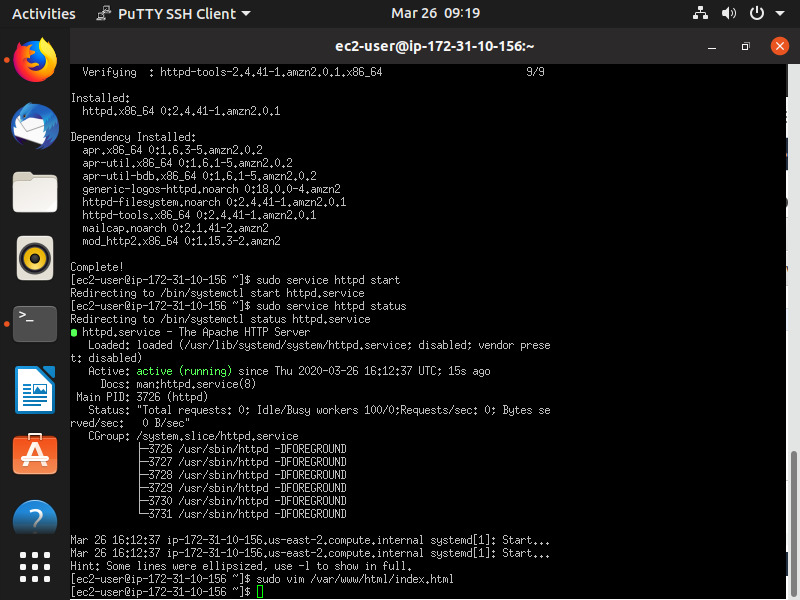 Activities
PuTTY SSH Client
Mar 26 09:19
ec2-user@ip-172-31-10-156:~
Verifying : httpd-tools-2.4.41-1.amzn2.0.1.x86_64 9/9
Installed:
httpd.x86_64 0:2.4.41-1.amzn2.0.1
Dependency Installed:
apr.x86_64 0:1.6.3-5.amzn2.0.2
apr-util.x86_64 0:1.6.1-5.amzn2.0.2
apr-util-bdb.x86_64 0:1.6.1-5.amzn2.0.2
generic-logos-httpd.noarch 0:18.0.0-4.amzn2
httpd-filesystem.noarch 0:2.4.41-1.amzn2.0.1
httpd-tools.x86_64 0:2.4.41-1.amzn2.0.1
mailcap.noarch 0:2.1.41-2.amzn2
mod_http2.x86_64 0:1.15.3-2.amzn2
Complete!
[ec2-user@ip-172-31-10-156 ~]$ sudo service httpd start
Redirecting to /bin/systemctl start httpd.service
[ec2-user@ip-172-31-10-156 ~]$ sudo service httpd status
Redirecting to /bin/systemctl status httpd.service
● httpd.service - The Apache HTTP Server
Loaded: loaded (/usr/lib/systemd/system/httpd.service; disabled; vendor prese
t: disabled)
Active: active (running) since Thu 2020-03-26 16:12:37 UTC; 15s ago
Docs: man:httpd.service(8)
Main PID: 3726 (httpd)
Status: "Total requests: 0; Idle/Busy workers 100/0;Requests/sec: 0; Bytes se
rved/sec: 0 B/sec"
CGroup: /system.slice/httpd.service
├─3726 /usr/sbin/httpd -DFOREGROUND
├─3727 /usr/sbin/httpd -DFOREGROUND
├─3728 /usr/sbin/httpd -DFOREGROUND
├─3729 /usr/sbin/httpd -DFOREGROUND
├─3730 /usr/sbin/httpd -DFOREGROUND
└─3731 /usr/sbin/httpd -DFOREGROUND
Mar 26 16:12:37 ip-172-31-10-156.us-east-2.compute.internal systemd[1]: Start...
Mar 26 16:12:37 ip-172-31-10-156.us-east-2.compute.internal systemd[1]: Start...
Hint: Some lines were ellipsized, use -l to show in full.
[ec2-user@ip-172-31-10-156 ~]$ sudo vim /var/www/html/index.html
[ec2-user@ip-172-31-10-156 ~]$